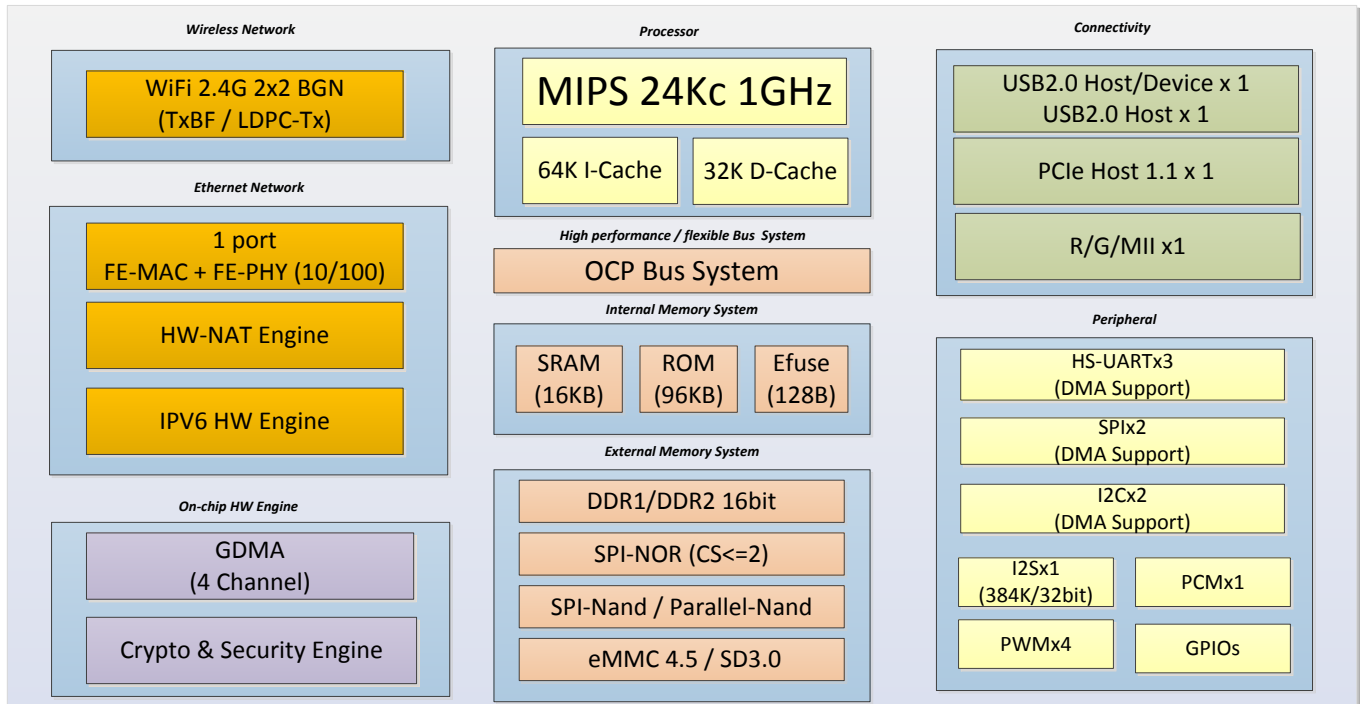 Wireless Network
WiFi 2.4G 2x2 BGN
(TxBF / LDPC-Tx)
Ethernet Network
1 port
FE-MAC + FE-PHY (10/100)
HW-NAT Engine
IPV6 HW Engine
On-chip HW Engine
GDMA
(4 Channel)
Crypto & Security Engine
Processor
MIPS 24Kc 1GHz
64K I-Cache
32K D-Cache
High performance / flexible Bus System
OCP Bus System
Internal Memory System
SRAM
(16KB)
ROM
(96KB)
Efuse
(128B)
External Memory System
DDR1/DDR2 16bit
SPI-NOR (CS<=2)
SPI-Nand / Parallel-Nand
eMMC 4.5 / SD3.0
Connectivity
USB2.0 Host/Device x 1
USB2.0 Host x 1
PCIe Host 1.1 x 1
R/G/MII x1
Peripheral
HS-UARTx3
(DMA Support)
SPIx2
(DMA Support)
I2Cx2
(DMA Support)
I2Sx1
(384K/32bit)
PCMx1
PWMx4
GPIOs